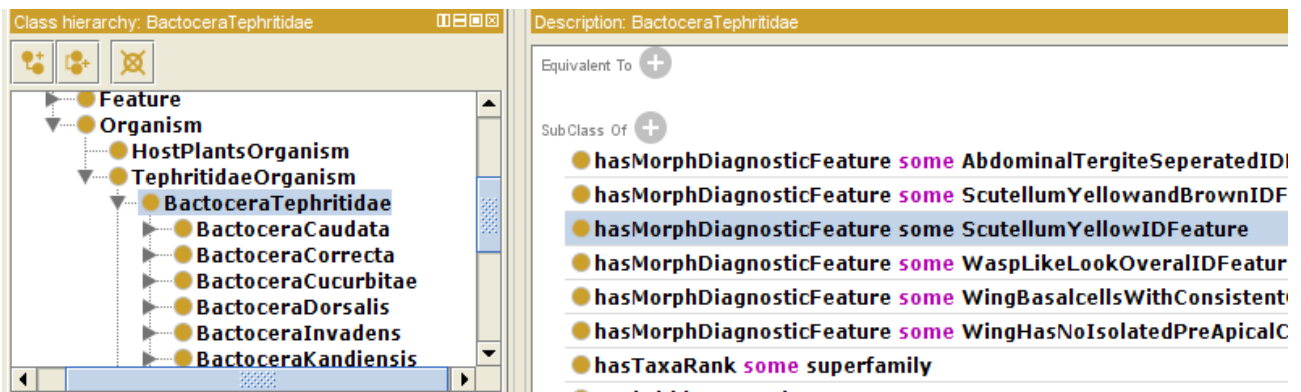 Class hierarchy: BactoceraTephritidae
Feature
Organism
HostPlantsOrganism
TephritidaeOrganism
BactoceraTephritidae
BactoceraCaudata
BactoceraCorrecta
BactoceraCucurbitae
BactoceraDorsalis
BactoceraInvadens
BactoceraKandiensis
Description: BactoceraTephritidae
Equivalent To
SubClass Of
hasMorphDiagnosticFeature some AbdominalTergiteSeperatedID
hasMorphDiagnosticFeature some ScutellumYellowandBrownIDF
hasMorphDiagnosticFeature some ScutellumYellowIDFeature
hasMorphDiagnosticFeature some WaspLikeLookOveralIDFeatur
hasMorphDiagnosticFeature some WingBasalcellsWithConsistent
hasMorphDiagnosticFeature some WingHasNoIsolatedPreApicalC
hasTaxaRank some superfamily